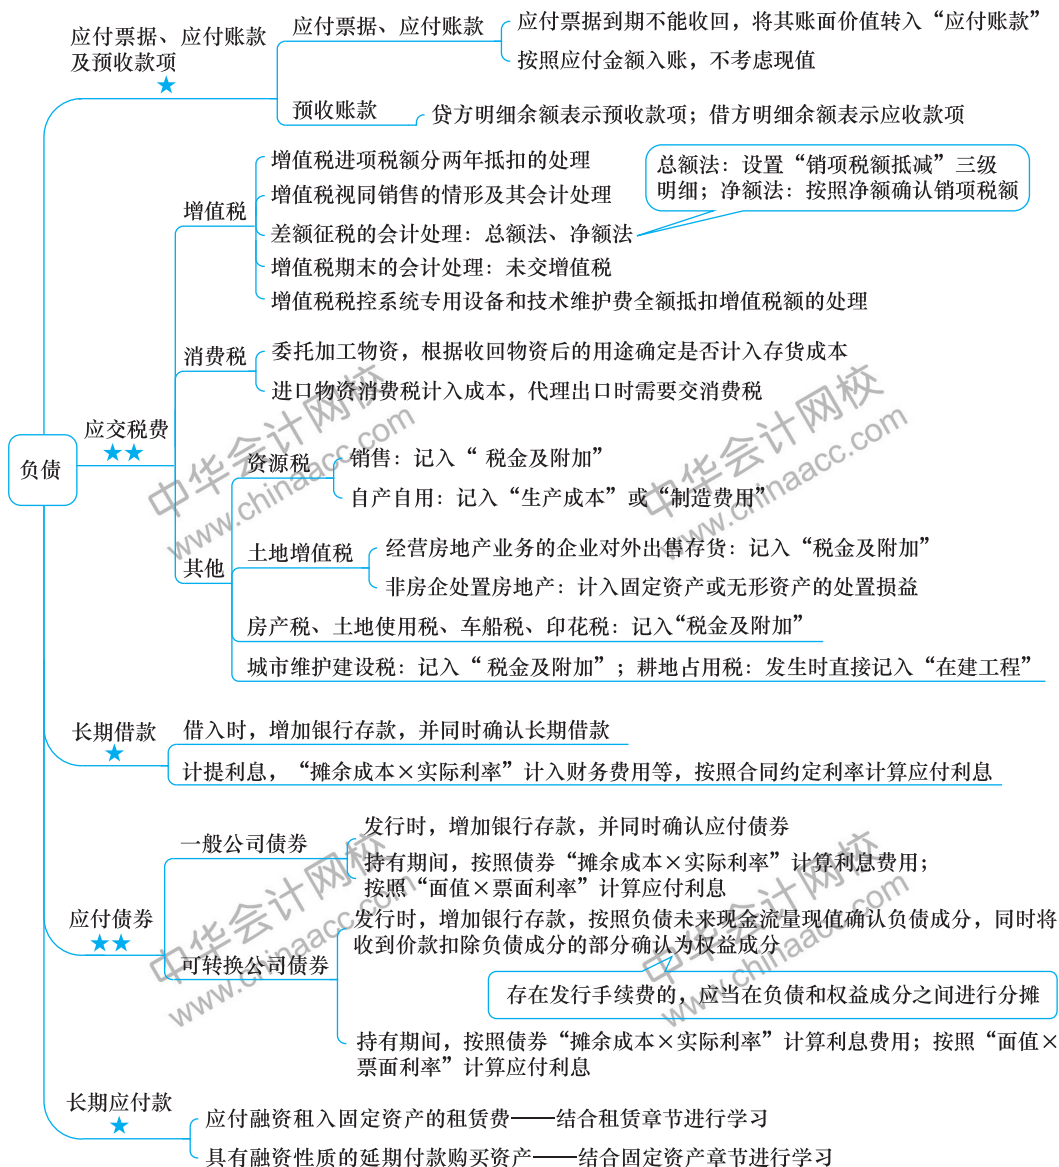 应付票据、应付账款
及预收款项
应付票据、应付账款
应付票据到期不能收回，将其账面价值转入“应付账款”
按照应付金额入账，不考虑现值
预收账款
贷方明细余额表示预收款项；借方明细余额表示应收款项
负债
应交税费
增值税
增值税进项税额分两年抵扣的处理
增值税视同销售的情形及其会计处理
差额征税的会计处理：总额法、净额法
总额法：设置“销项税额抵减”三级
明细；净额法：按照净额确认销项税额
增值税期末的会计处理：未交增值税
增值税税控系统专用设备和技术维护费全额抵扣增值税额的处理
消费税
委托加工物资，根据收回物资后的用途确定是否计入存货成本
进口物资消费税计入成本，代理出口时需要交消费税
其他
资源税
销售：记入“ 税金及附加”
自产自用：记入“生产成本”或“制造费用”
土地增值税
经营房地产业务的企业对外出售存货：记入“税金及附加”
非房企处置房地产：计入固定资产或无形资产的处置损益
房产税、土地使用税、车船税、印花税：记入“税金及附加”
城市维护建设税：记入“ 税金及附加”；耕地占用税：发生时直接记入“在建工程”
长期借款
借入时，增加银行存款，并同时确认长期借款
计提利息，“摊余成本×实际利率”计入财务费用等，按照合同约定利率计算应付利息
应付债券
一般公司债券
发行时，增加银行存款，并同时确认应付债券
持有期间，按照债券“摊余成本×实际利率”计算利息费用；
按照“面值×票面利率”计算应付利息
可转换公司债券
发行时，增加银行存款，按照负债未来现金流量现值确认负债成分，同时将
收到价款扣除负债成分的部分确认为权益成分
存在发行手续费的，应当在负债和权益成分之间进行分摊
持有期间，按照债券“摊余成本×实际利率”计算利息费用；按照“面值×
票面利率”计算应付利息
长期应付款
应付融资租入固定资产的租赁费——结合租赁章节进行学习
具有融资性质的延期付款购买资产——结合固定资产章节进行学习
中华会计网校
www.chinaacc.com
中华会计网校
www.chinaacc.com
中华会计网校
www.chinaacc.com
中华会计网校
www.chinaacc.com